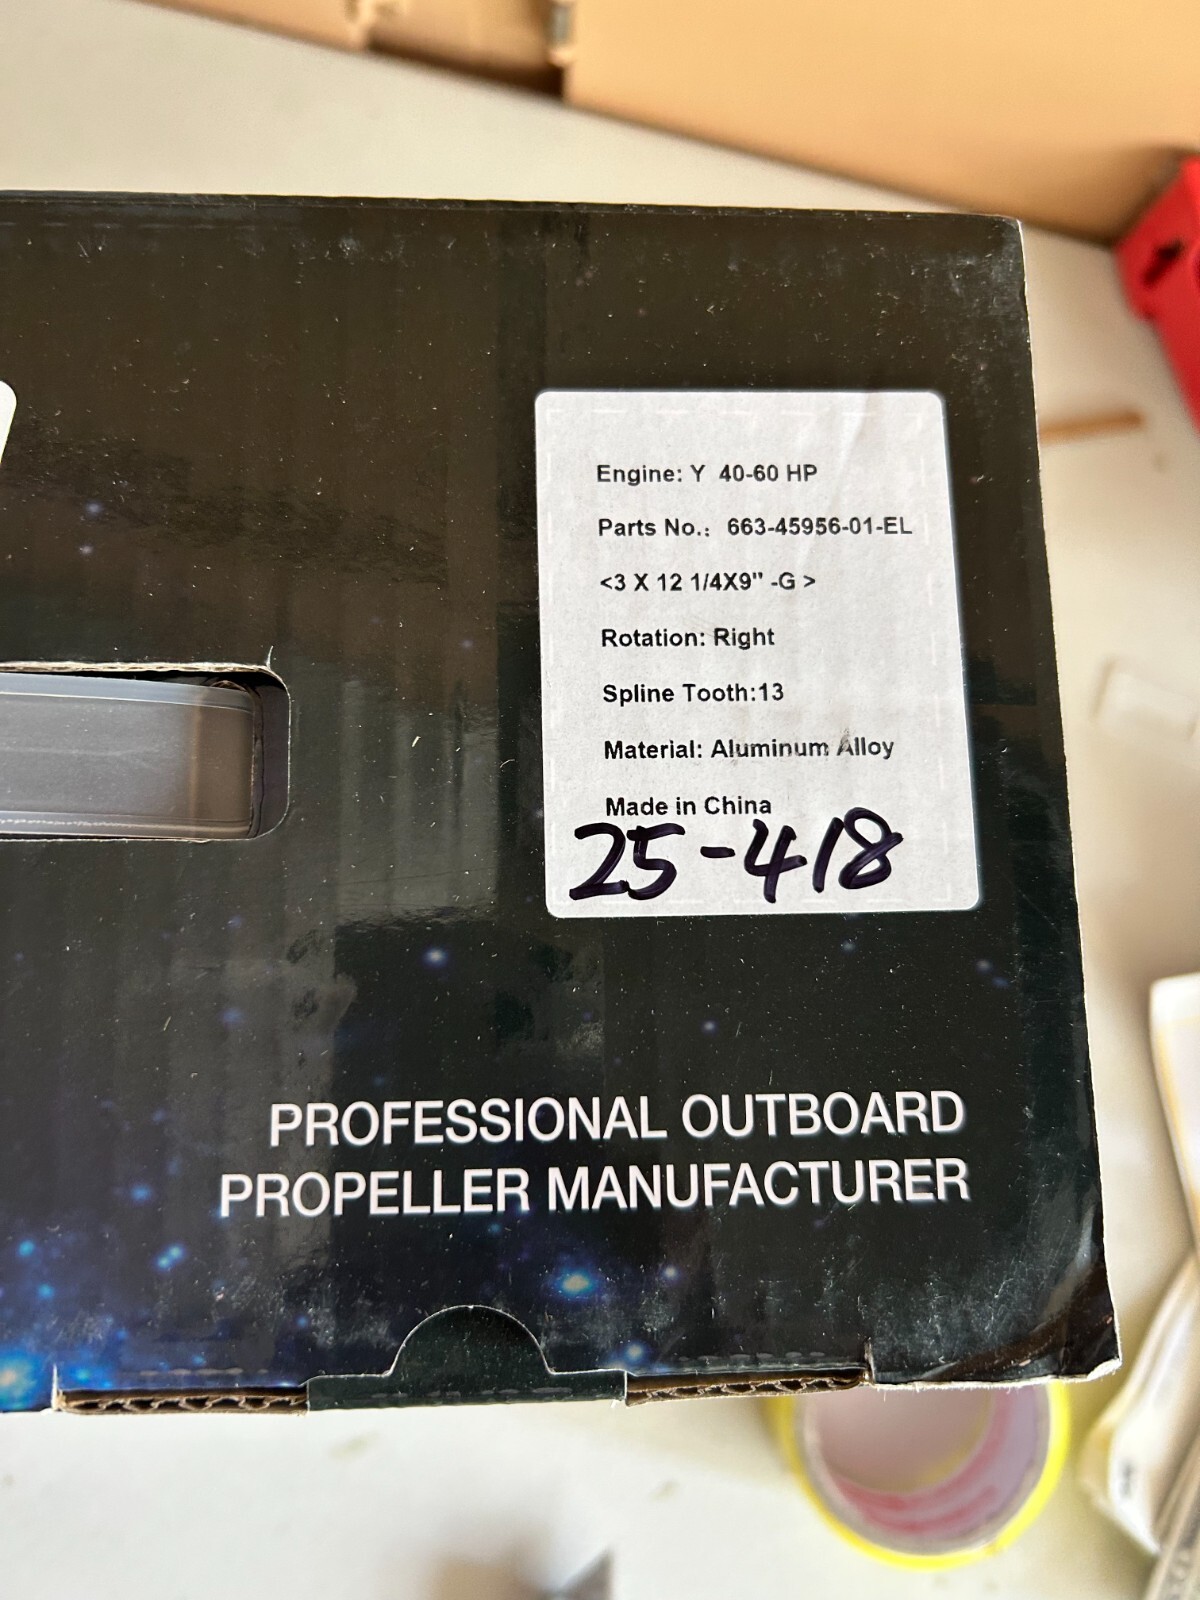 Engine: Y 40-60 HP
Parts No.: 663-45956-01-EL
<3 X 12 1/4X9" -G >
Rotation: Right
Spline Tooth:13
Material: Aluminum Alloy
Made in China
25-418
PROFESSIONAL OUTBOARD
PROPELLER MANUFACTURER